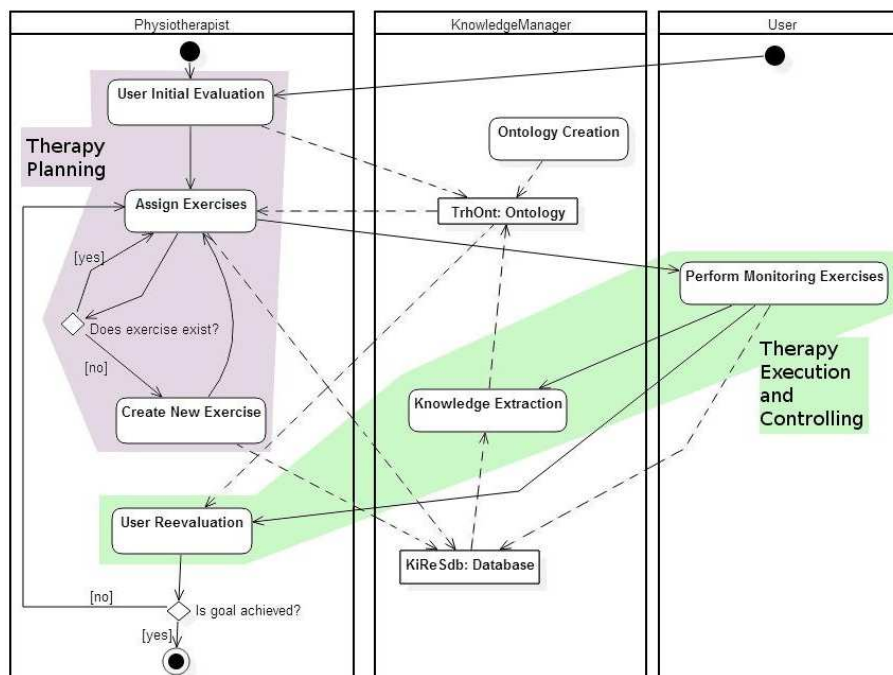 Physiotherapist
KnowledgeManager
User
User Initial Evaluation
Ontology Creation
Therapy
Planning
Assign Exercises
TrhOnt: Ontology
[yes]
Perform Monitoring Exercises
Does exercise exist?
[no]
Therapy
Execution
and
Controlling
Create New Exercise
Knowledge Extraction
User Reevaluation
KiReSdb: Database
[no]
Is goal achieved?
[yes]